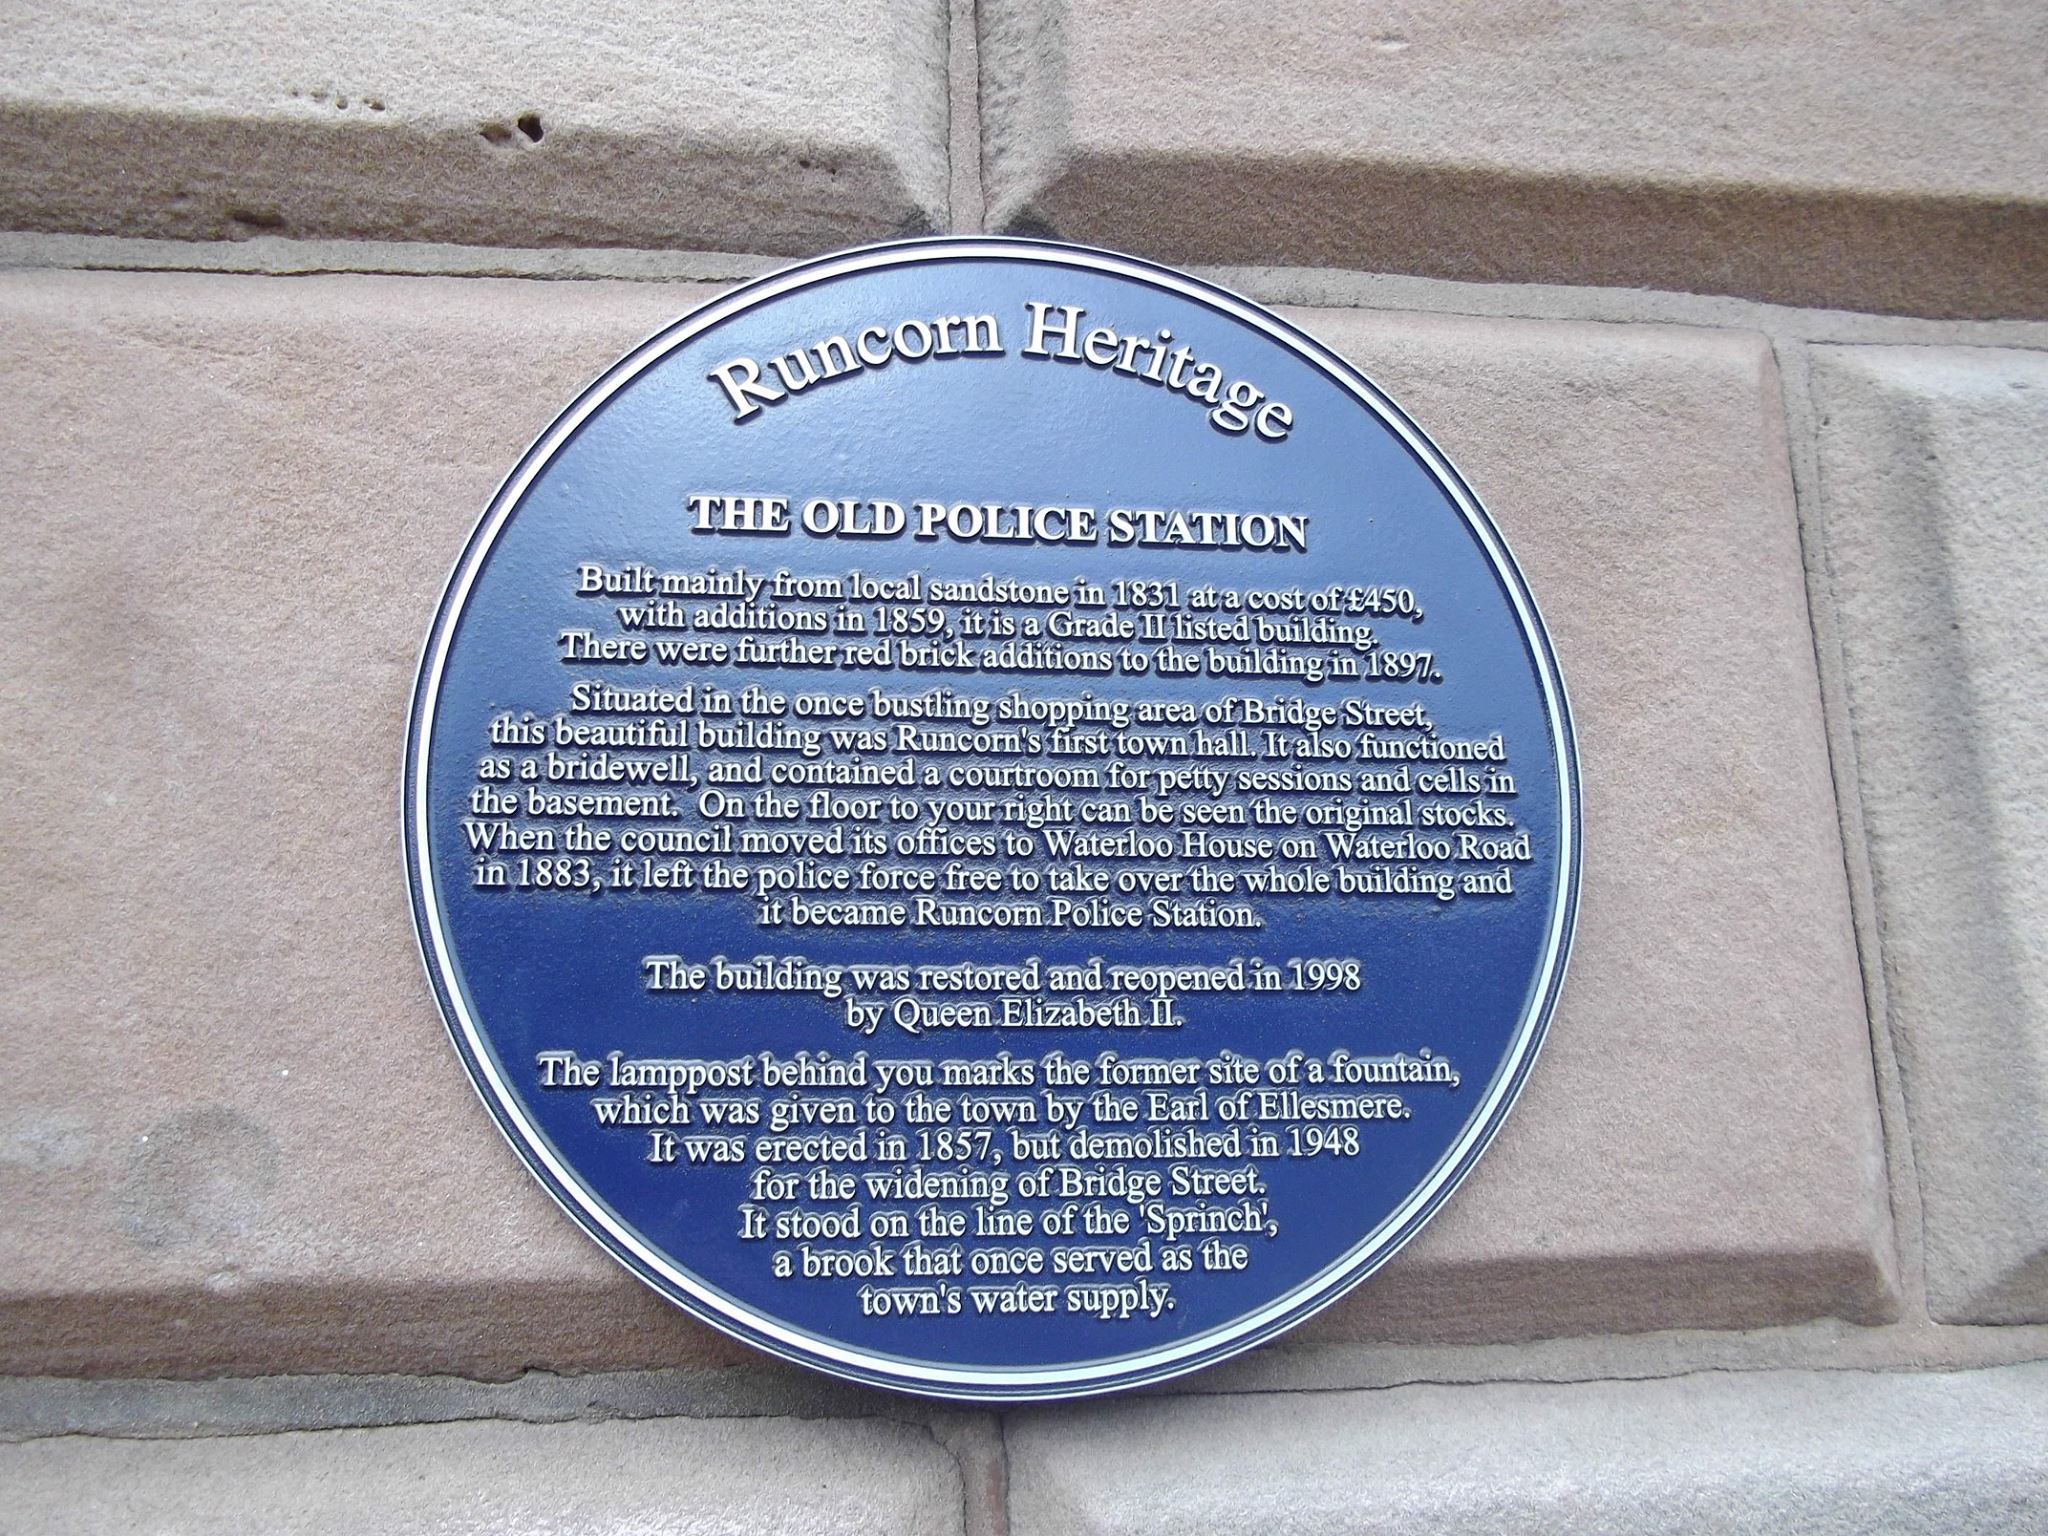 Runcorn Heritage
THE OLD POLICE STATION
Built mainly from local sandstone in 1831 at a cost of £450,
with additions in 1859, it is a Grade II listed building.
There were further red brick additions to the building in 1897.
Situated in the once bustling shopping area of Bridge Street,
this beautiful building was Runcorn's first town hall. It also functioned
as a bridewell, and contained a courtroom for petty sessions and cells in
the basement. On the floor to your right can be seen the original stocks.
When the council moved its offices to Waterloo House on Waterloo Road
in 1883, it left the police force free to take over the whole building and
it became Runcorn Police Station.
The building was restored and reopened in 1998
by Queen Elizabeth II.
The lamppost behind you marks the former site of a fountain,
which was given to the town by the Earl of Ellesmere.
It was erected in 1857, but demolished in 1948
for the widening of Bridge Street.
It stood on the line of the 'Sprinch',
a brook that once served as the
town's water supply.